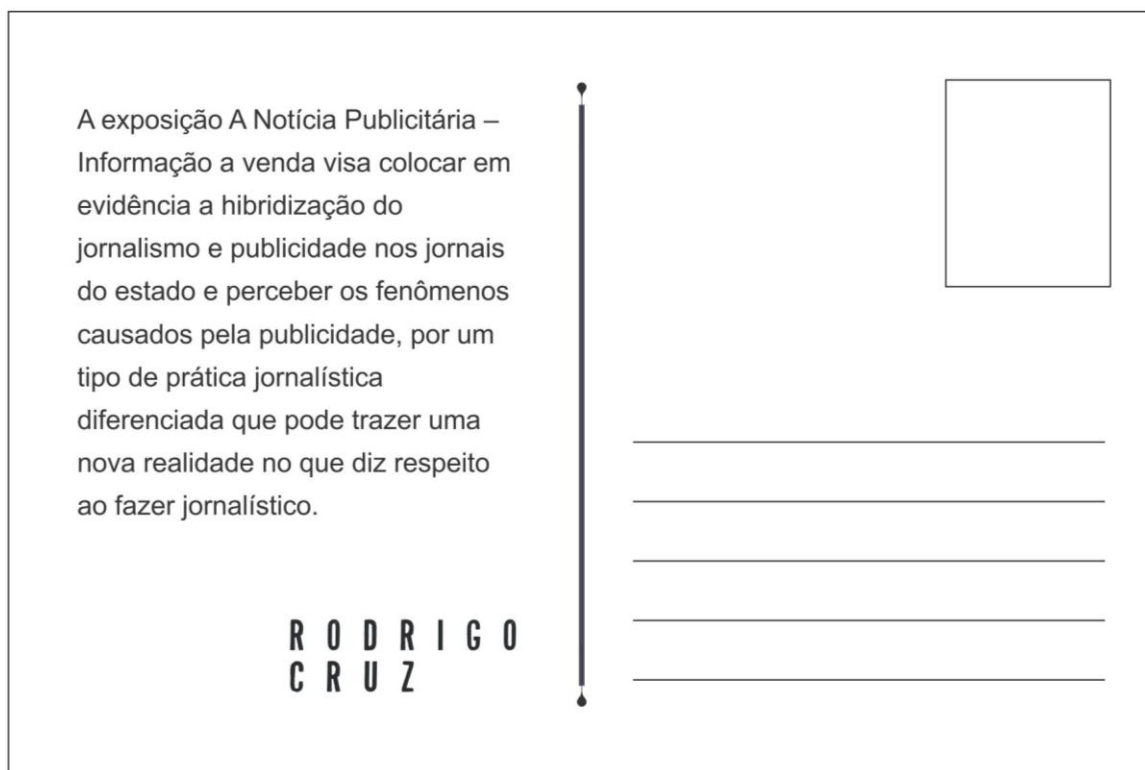 A exposição A Notícia Publicitária –
Informação a venda visa colocar em
evidência a hibridização do
jornalismo e publicidade nos jornais
do estado e perceber os fenômenos
causados pela publicidade, por um
tipo de prática jornalística
diferenciada que pode trazer uma
nova realidade no que diz respeito
ao fazer jornalístico.
RODRIGO
CRUZ